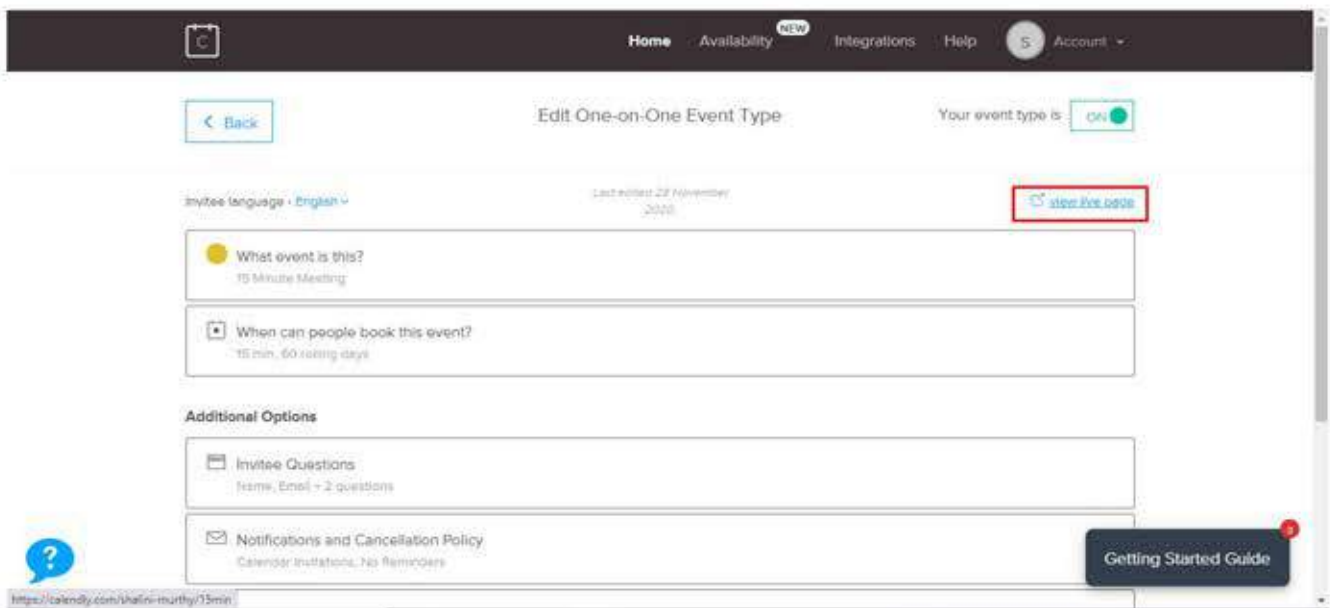 C
Home Availability NEW Integrations Help S Account
Back
Edit One-on-One Event Type
Your event type is ON
Invitee language · English
Last edited 28 November
2020
view live page
What event is this?
15 Minute Meeting
When can people book this event?
15 min, 60 rolling days
Additional Options
Invitee Questions
Name, Email + 2 questions
Notifications and Cancellation Policy
Calendar Invitations, No Reminders
?
3
Getting Started Guide
https://calendly.com/shalini-murthy/15min